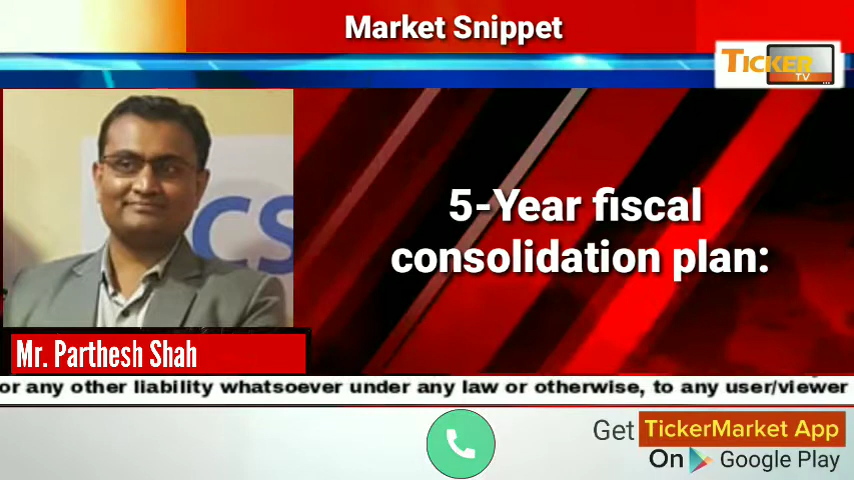 Market Snippet
TICKER
TV
CS
5-Year fiscal
consolidation plan:
Mr. Parthesh Shah
or any other liability whatsoever under any law or otherwise, to any user/viewer
Get TickerMarket App
On Google Play